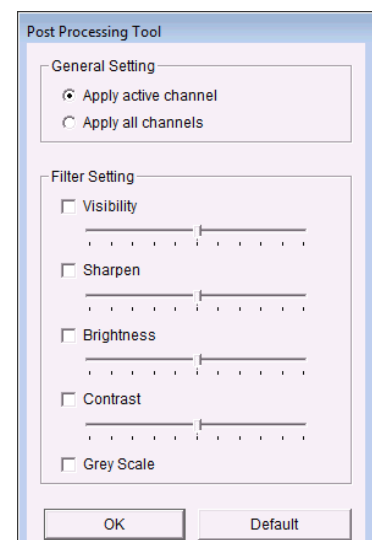 Post Processing Tool
General Setting
Apply active channel
Apply all channels
Filter Setting
Visibility
Sharpen
Brightness
Contrast
Grey Scale
OK Default